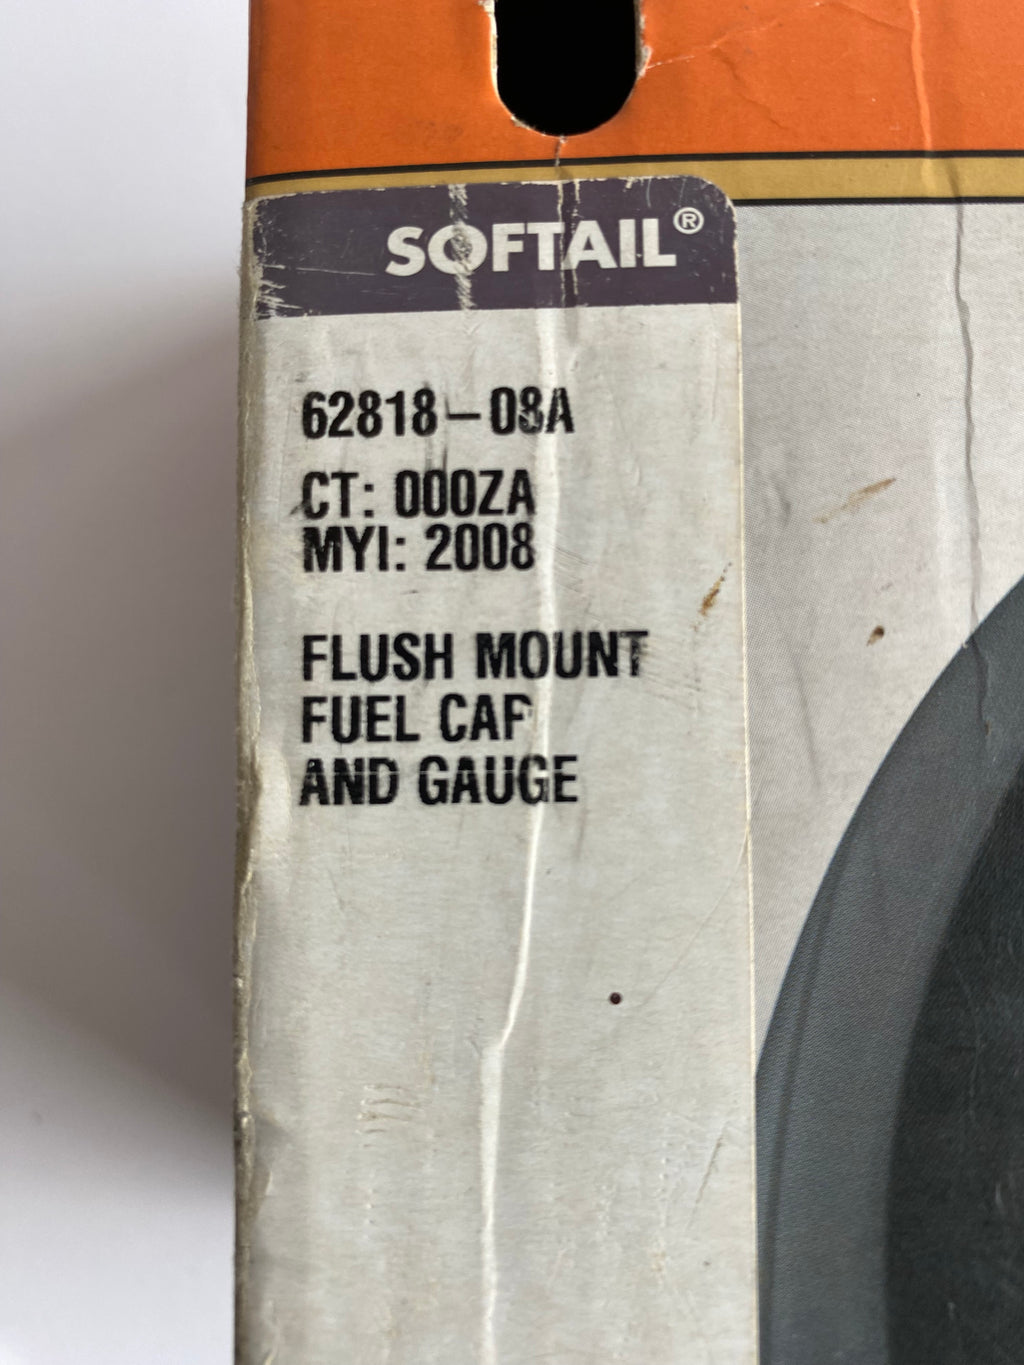 SOFTAIL®
62818-08A
CT: 000ZA
MYI: 2008
FLUSH MOUNT
FUEL CAP
AND GAUGE